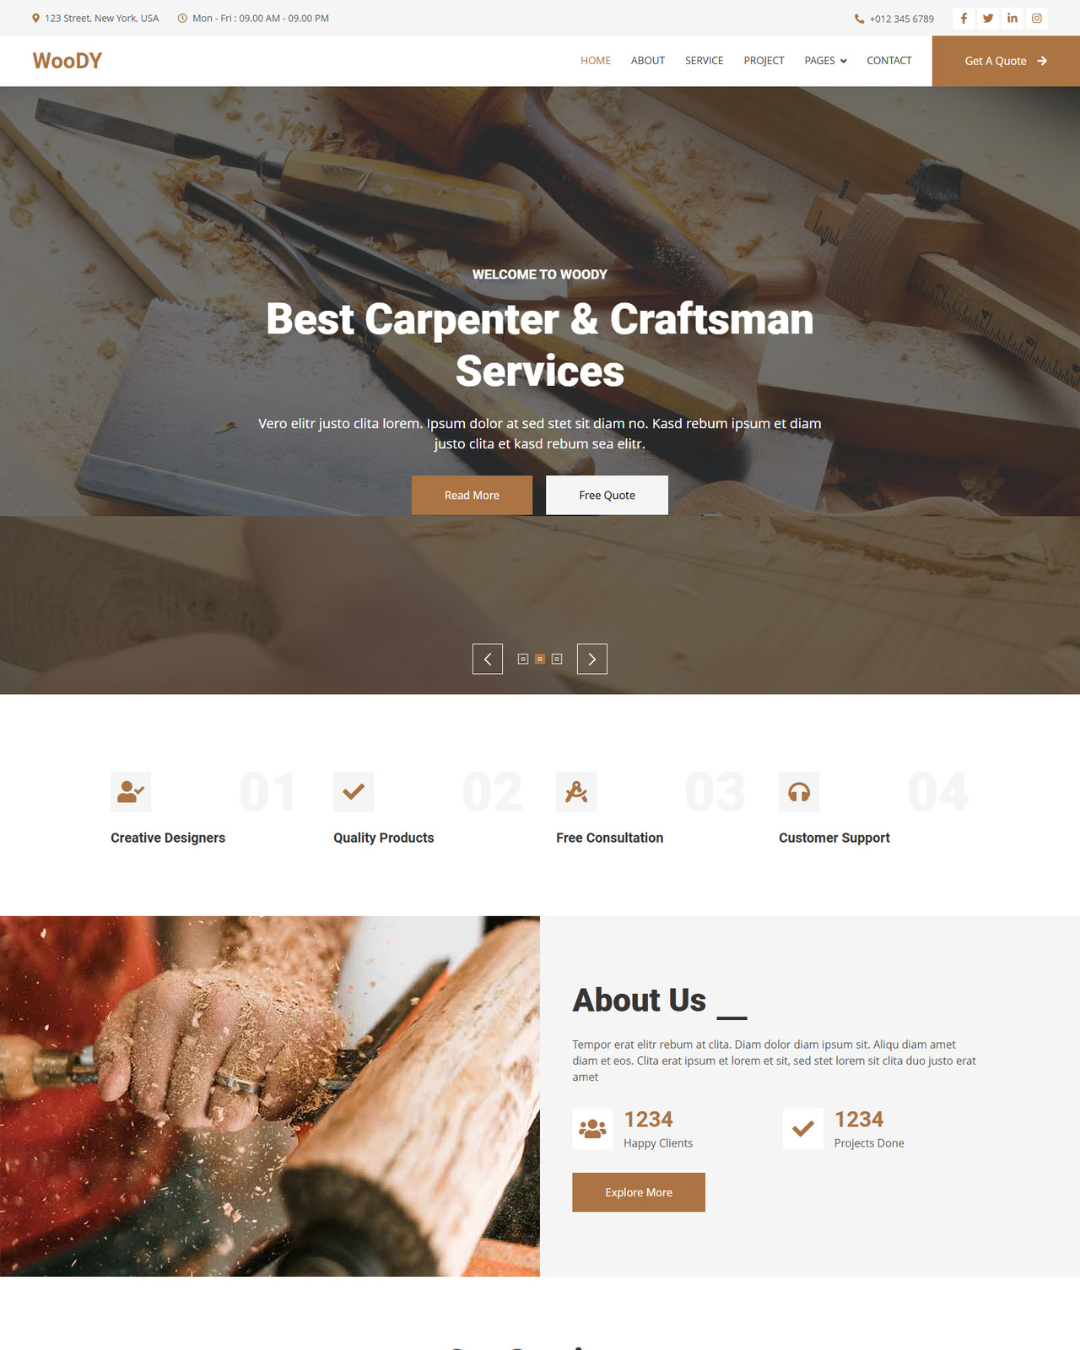 123 Street, New York, USA
Mon - Fri : 09.00 AM - 09.00 PM
+012 345 6789
WooDY
HOME
ABOUT
SERVICE
PROJECT
PAGES
CONTACT
Get A Quote
WELCOME TO WOODY
Best Carpenter & Craftsman
Services
Vero elitr justo clita lorem. Ipsum dolor at sed stet sit diam no. Kasd rebum ipsum et diam
justo clita et kasd rebum sea elitr.
Read More
Free Quote
01
Creative Designers
02
Quality Products
03
Free Consultation
04
Customer Support
About Us
Tempor erat elitr rebum at clita. Diam dolor diam ipsum sit. Aliqu diam amet
diam et eos. Clita erat ipsum et lorem et sit, sed stet lorem sit clita duo justo erat
amet
1234
Happy Clients
1234
Projects Done
Explore More